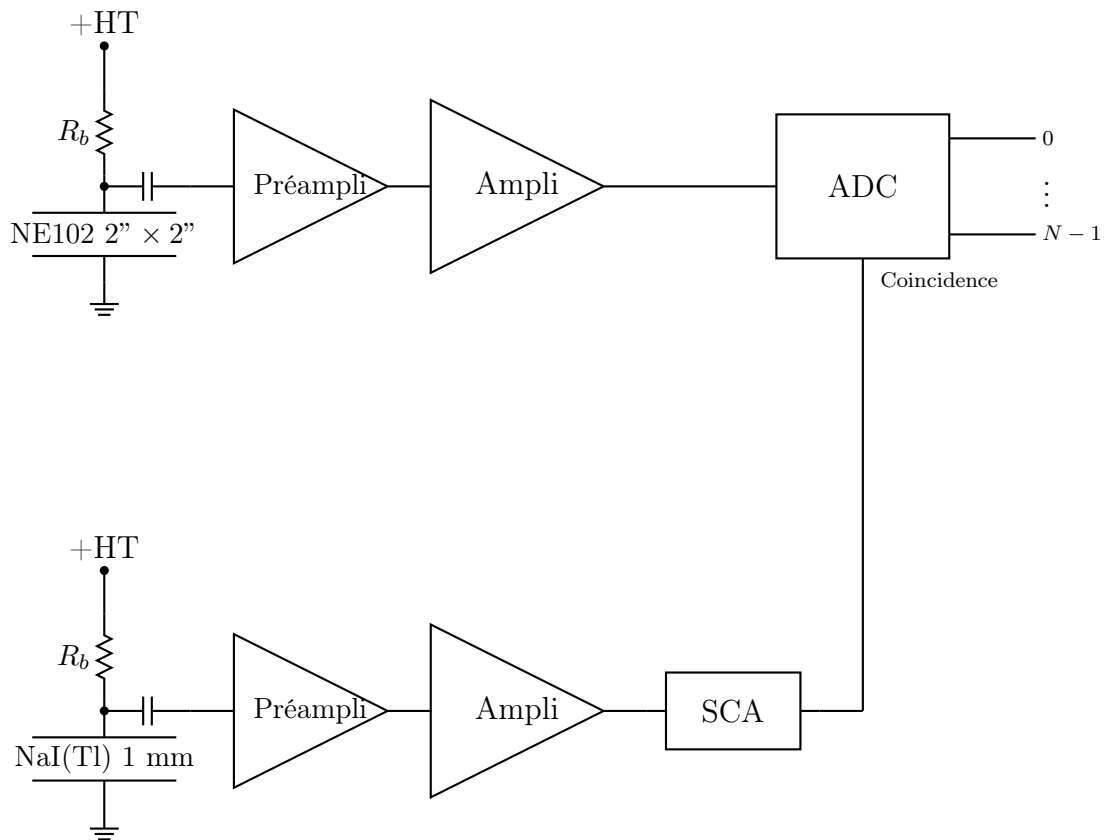 +HT
R_b
NE102 2” × 2”
Préampli
Ampli
ADC
0
⋮
N − 1
Coincidence
+HT
R_b
NaI(Tl) 1 mm
Préampli
Ampli
SCA